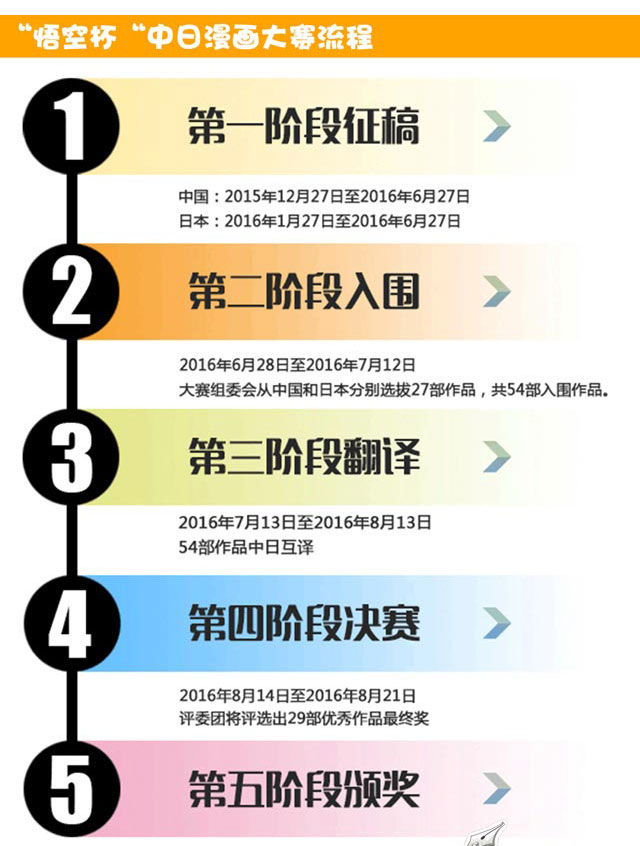 “悟空杯“中日漫画大赛流程
1
第一阶段征稿
中国：2015年12月27日至2016年6月27日
日本：2016年1月27日至2016年6月27日
2
第二阶段入围
2016年6月28日至2016年7月12日
大赛组委会从中国和日本分别选拔27部作品，共54部入围作品。
3
第三阶段翻译
2016年7月13日至2016年8月13日
54部作品中日互译
4
第四阶段决赛
2016年8月14日至2016年8月21日
评委团将评选出29部优秀作品最终奖
5
第五阶段颁奖